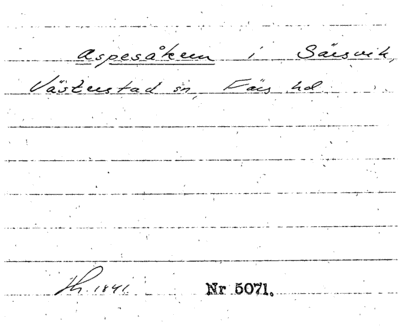 Aspesåkern i Särsvik,
Västerstad sn, Färs hd
1841. Nr 5071.